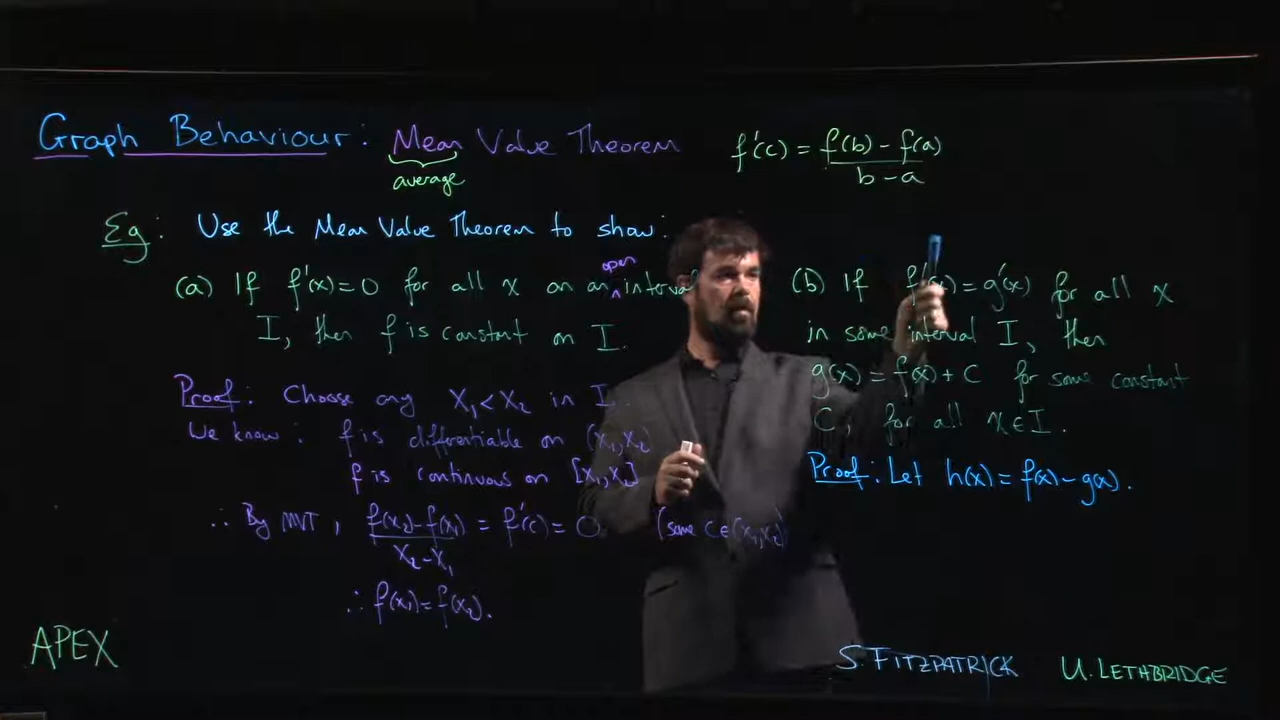 Graph Behaviour: Mean Value Theorem
average
f'(c) = f(b) - f(a) / b - a
Eg: Use the Mean Value Theorem to show:
(a) If f'(x) = 0 for all x on an open interval
I, then f is constant on I.
Proof: Choose any x₁ < x₂ in I.
We know: f is differentiable on (x₁, x₂)
f is continuous on [x₁, x₂]
∴ By MVT, f(x₂) - f(x₁) / x₂ - x₁ = f'(c) = 0. (some c ∈ (x₁, x₂))
∴ f(x₁) = f(x₂).
(b) If f'(x) = g'(x) for all x
in some interval I, then
g(x) = f(x) + C for some constant
C, for all x ∈ I.
Proof: Let h(x) = f(x) - g(x).
APEX
S. FITZPATRICK
U. LETHBRIDGE